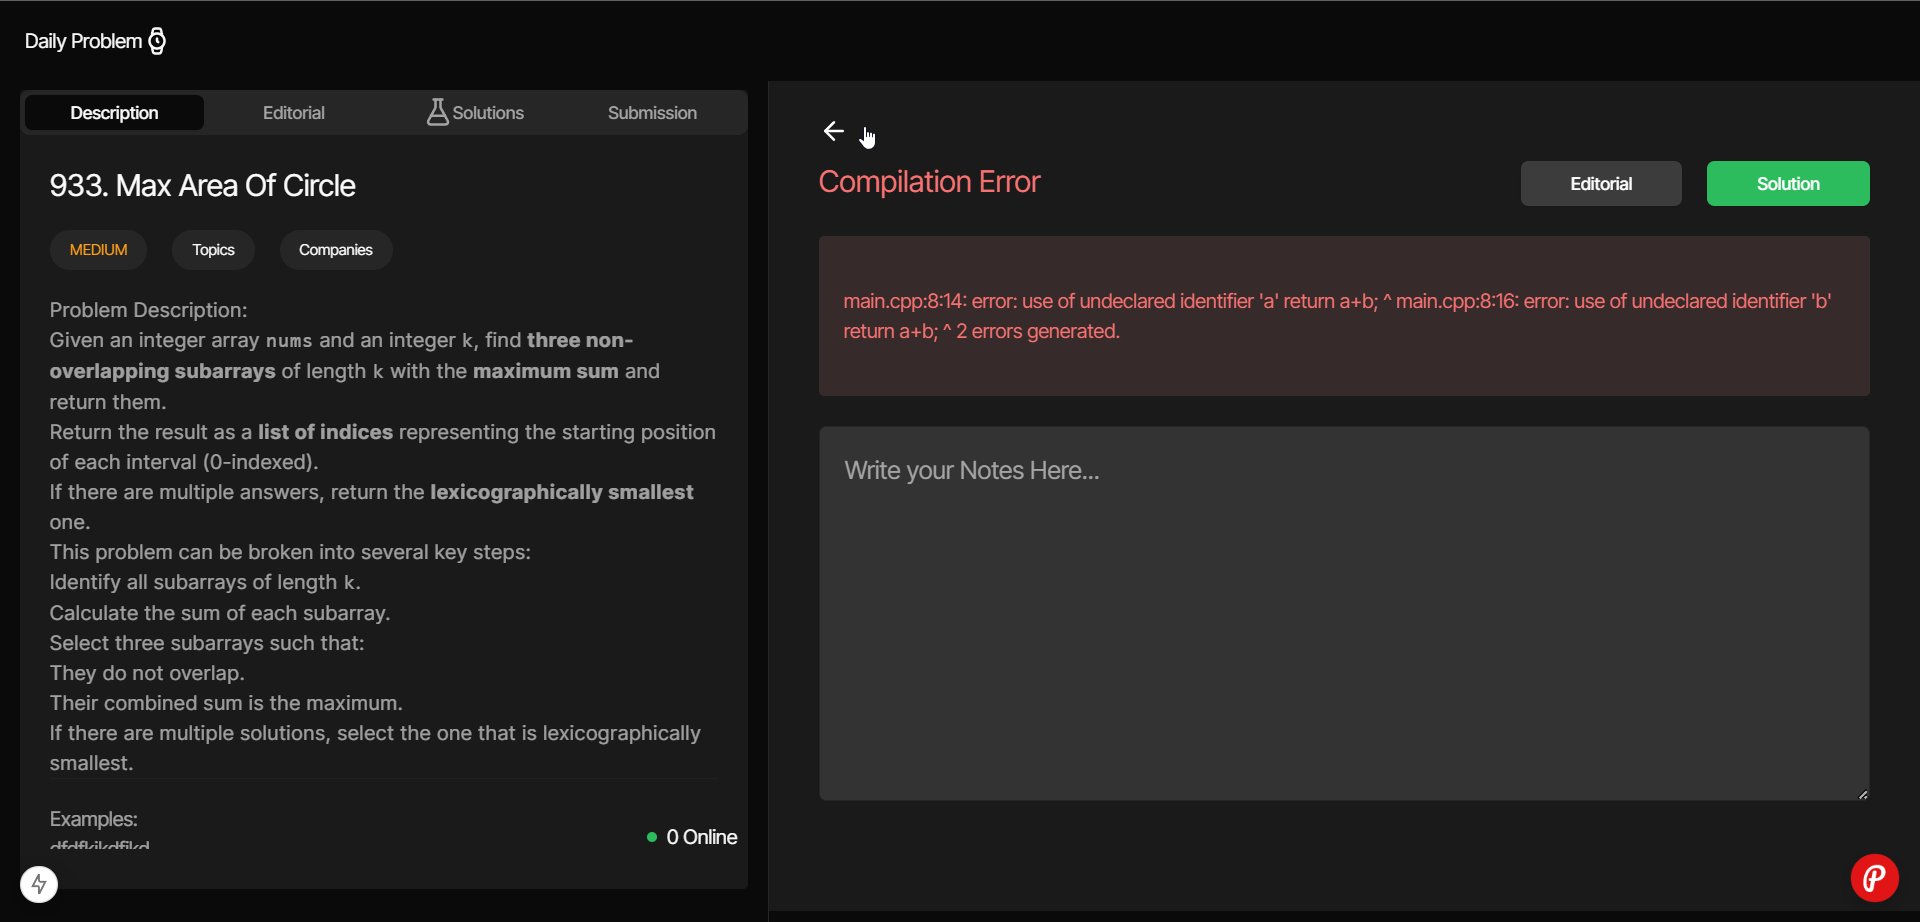 Daily Problem
Description
Editorial
Solutions
Submission
933. Max Area Of Circle
MEDIUM
Topics
Companies
Problem Description:
Given an integer array nums and an integer k, find three non-
overlapping subarrays of length k with the maximum sum and
return them.
Return the result as a list of indices representing the starting position
of each interval (0-indexed).
If there are multiple answers, return the lexicographically smallest
one.
This problem can be broken into several key steps:
Identify all subarrays of length k.
Calculate the sum of each subarray.
Select three subarrays such that:
They do not overlap.
Their combined sum is the maximum.
If there are multiple solutions, select the one that is lexicographically
smallest.
Examples:
0 Online
Compilation Error
Editorial
Solution
main.cpp:8:14: error: use of undeclared identifier 'a' return a+b; ^ main.cpp:8:16: error: use of undeclared identifier 'b'
return a+b; ^ 2 errors generated.
Write your Notes Here...